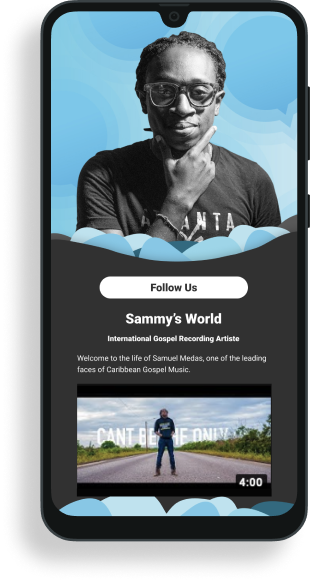 ANTA
Follow Us
Sammy's World
International Gospel Recording Artiste
Welcome to the life of Samuel Medas, one of the leading
faces of Caribbean Gospel Music.
CANT BE THE ONLY
4:00